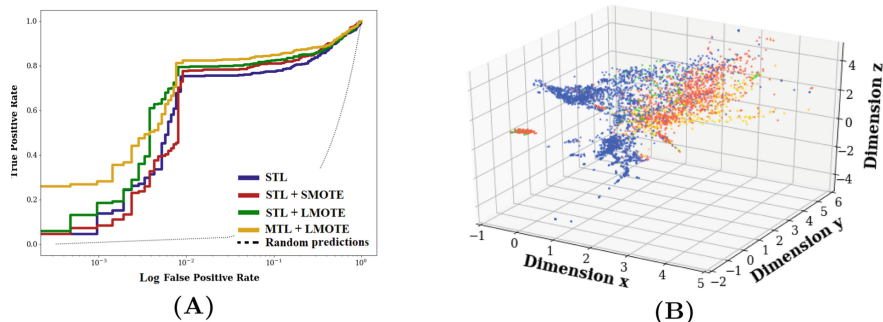 1.0
0.8
0.6
0.4
0.2
0.0
True Positive Rate
10⁻³
10⁻²
10⁻¹
10⁰
Log False Positive Rate
STL
STL + SMOTE
STL + LMOTE
MTL + LMOTE
Random predictions
(A)
4
2
0
−2
−4
Dimension z
6
5
4
3
2
1
0
−1
−2
Dimension y
−1
0
1
2
3
4
5
Dimension x
(B)